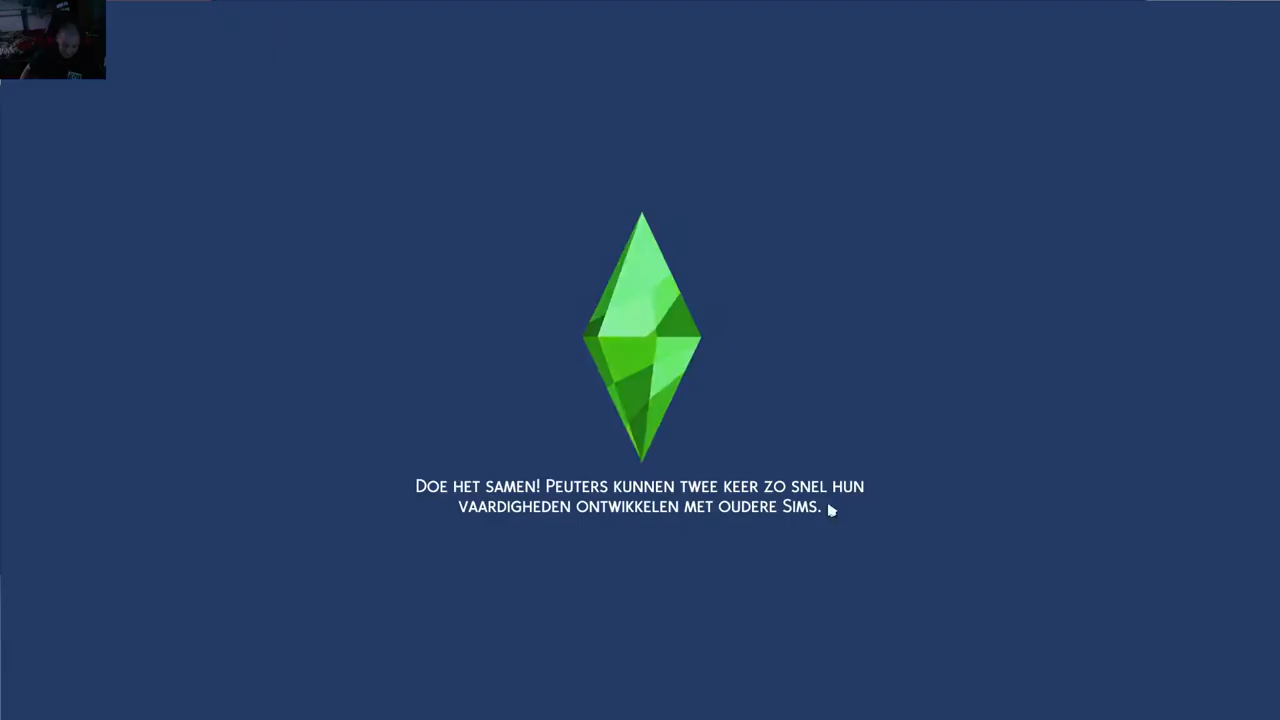 Doe het samen! Peuters kunnen twee keer zo snel hun
vaardigheden ontwikkelen met oudere Sims.